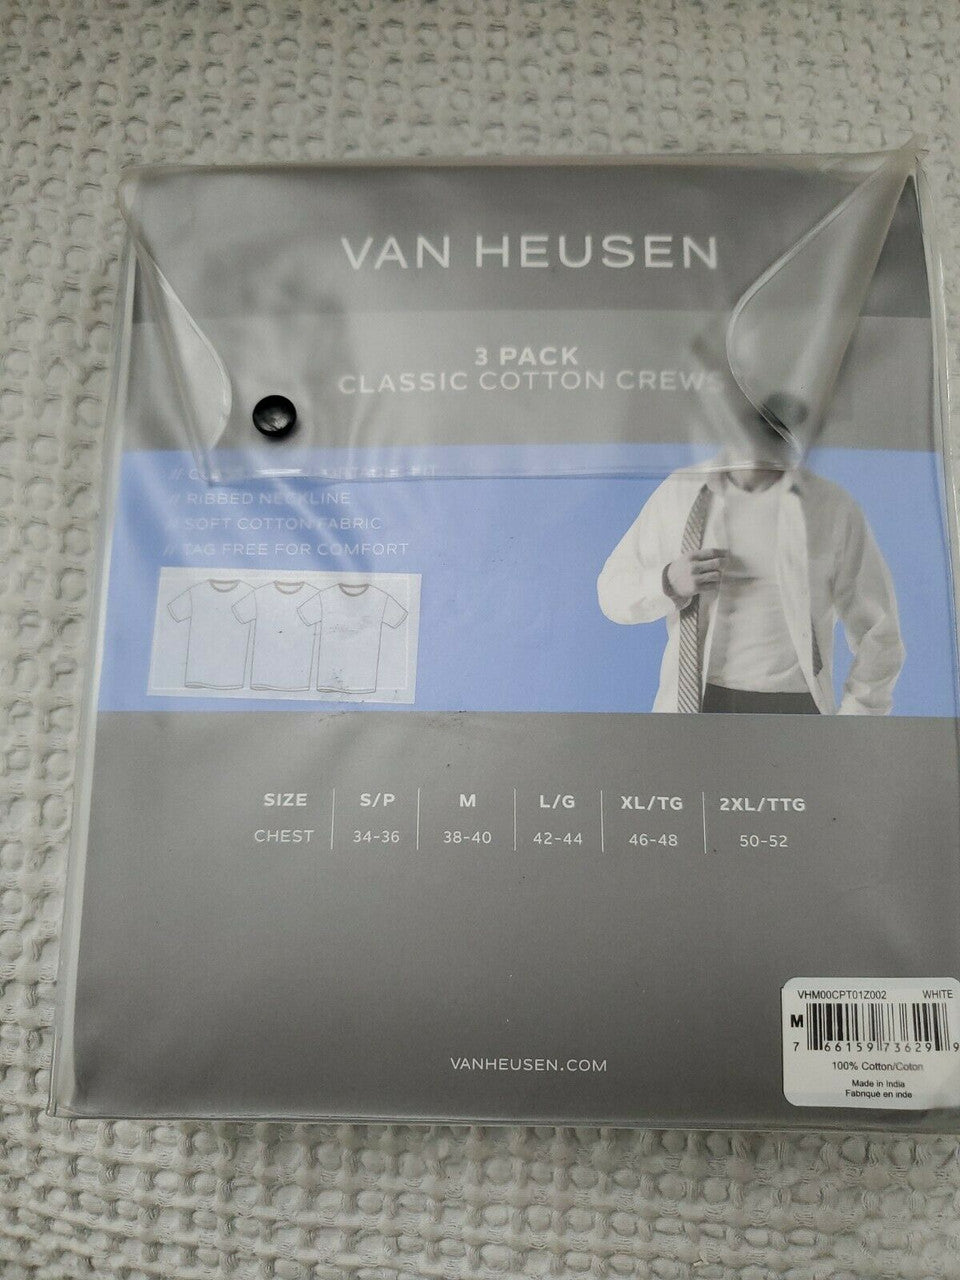 VAN HEUSEN
3 PACK
CLASSIC COTTON CREWS
// RIBBED NECKLINE
// SOFT COTTON FABRIC
// TAG FREE FOR COMFORT
SIZE S/P M L/G XL/TG 2XL/TTG
CHEST 34-36 38-40 42-44 46-48 50-52
VHM00CPT01Z002 WHITE
M
7 66159 73629 9
100% Cotton/Coton
Made in India
Fabriqué en inde
VANHEUSEN.COM